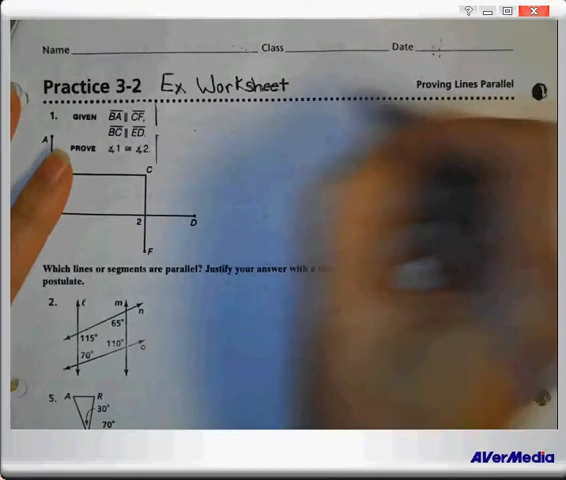 Name Class Date
Practice 3-2 Ex Worksheet Proving Lines Parallel
1. GIVEN BA ∥ CF,
BC ∥ ED.
A PROVE ∡1 ≅ ∡2.
C
2 D
F
Which lines or segments are parallel? Justify your answer with a
postulate.
2. ℓ m n
65°
115°
110° o
70°
5. A R
30°
70°
AVerMedia